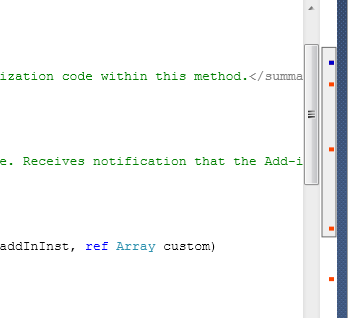 ization code within this method.</summa
e. Receives notification that the Add-i
addInInst, ref Array custom)